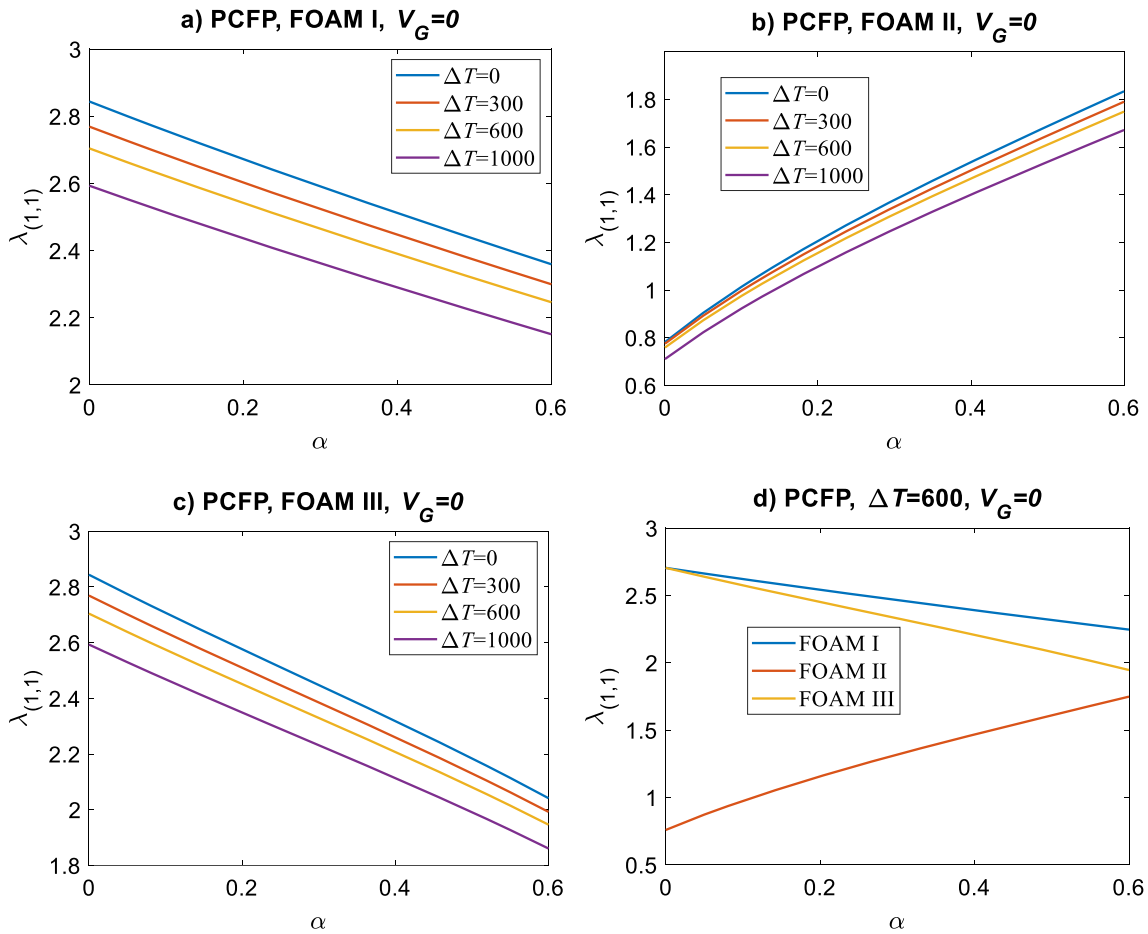 a) PCFP, FOAM I, V_G=0
3
2.8
2.6
2.4
2.2
2
λ(1,1)
0
0.2
0.4
0.6
α
ΔT=0
ΔT=300
ΔT=600
ΔT=1000
b) PCFP, FOAM II, V_G=0
1.8
1.6
1.4
1.2
1
0.8
0.6
λ(1,1)
0
0.2
0.4
0.6
α
ΔT=0
ΔT=300
ΔT=600
ΔT=1000
c) PCFP, FOAM III, V_G=0
3
2.8
2.6
2.4
2.2
2
1.8
λ(1,1)
0
0.2
0.4
0.6
α
ΔT=0
ΔT=300
ΔT=600
ΔT=1000
d) PCFP, ΔT=600, V_G=0
3
2.5
2
1.5
1
0.5
λ(1,1)
0
0.2
0.4
0.6
α
FOAM I
FOAM II
FOAM III